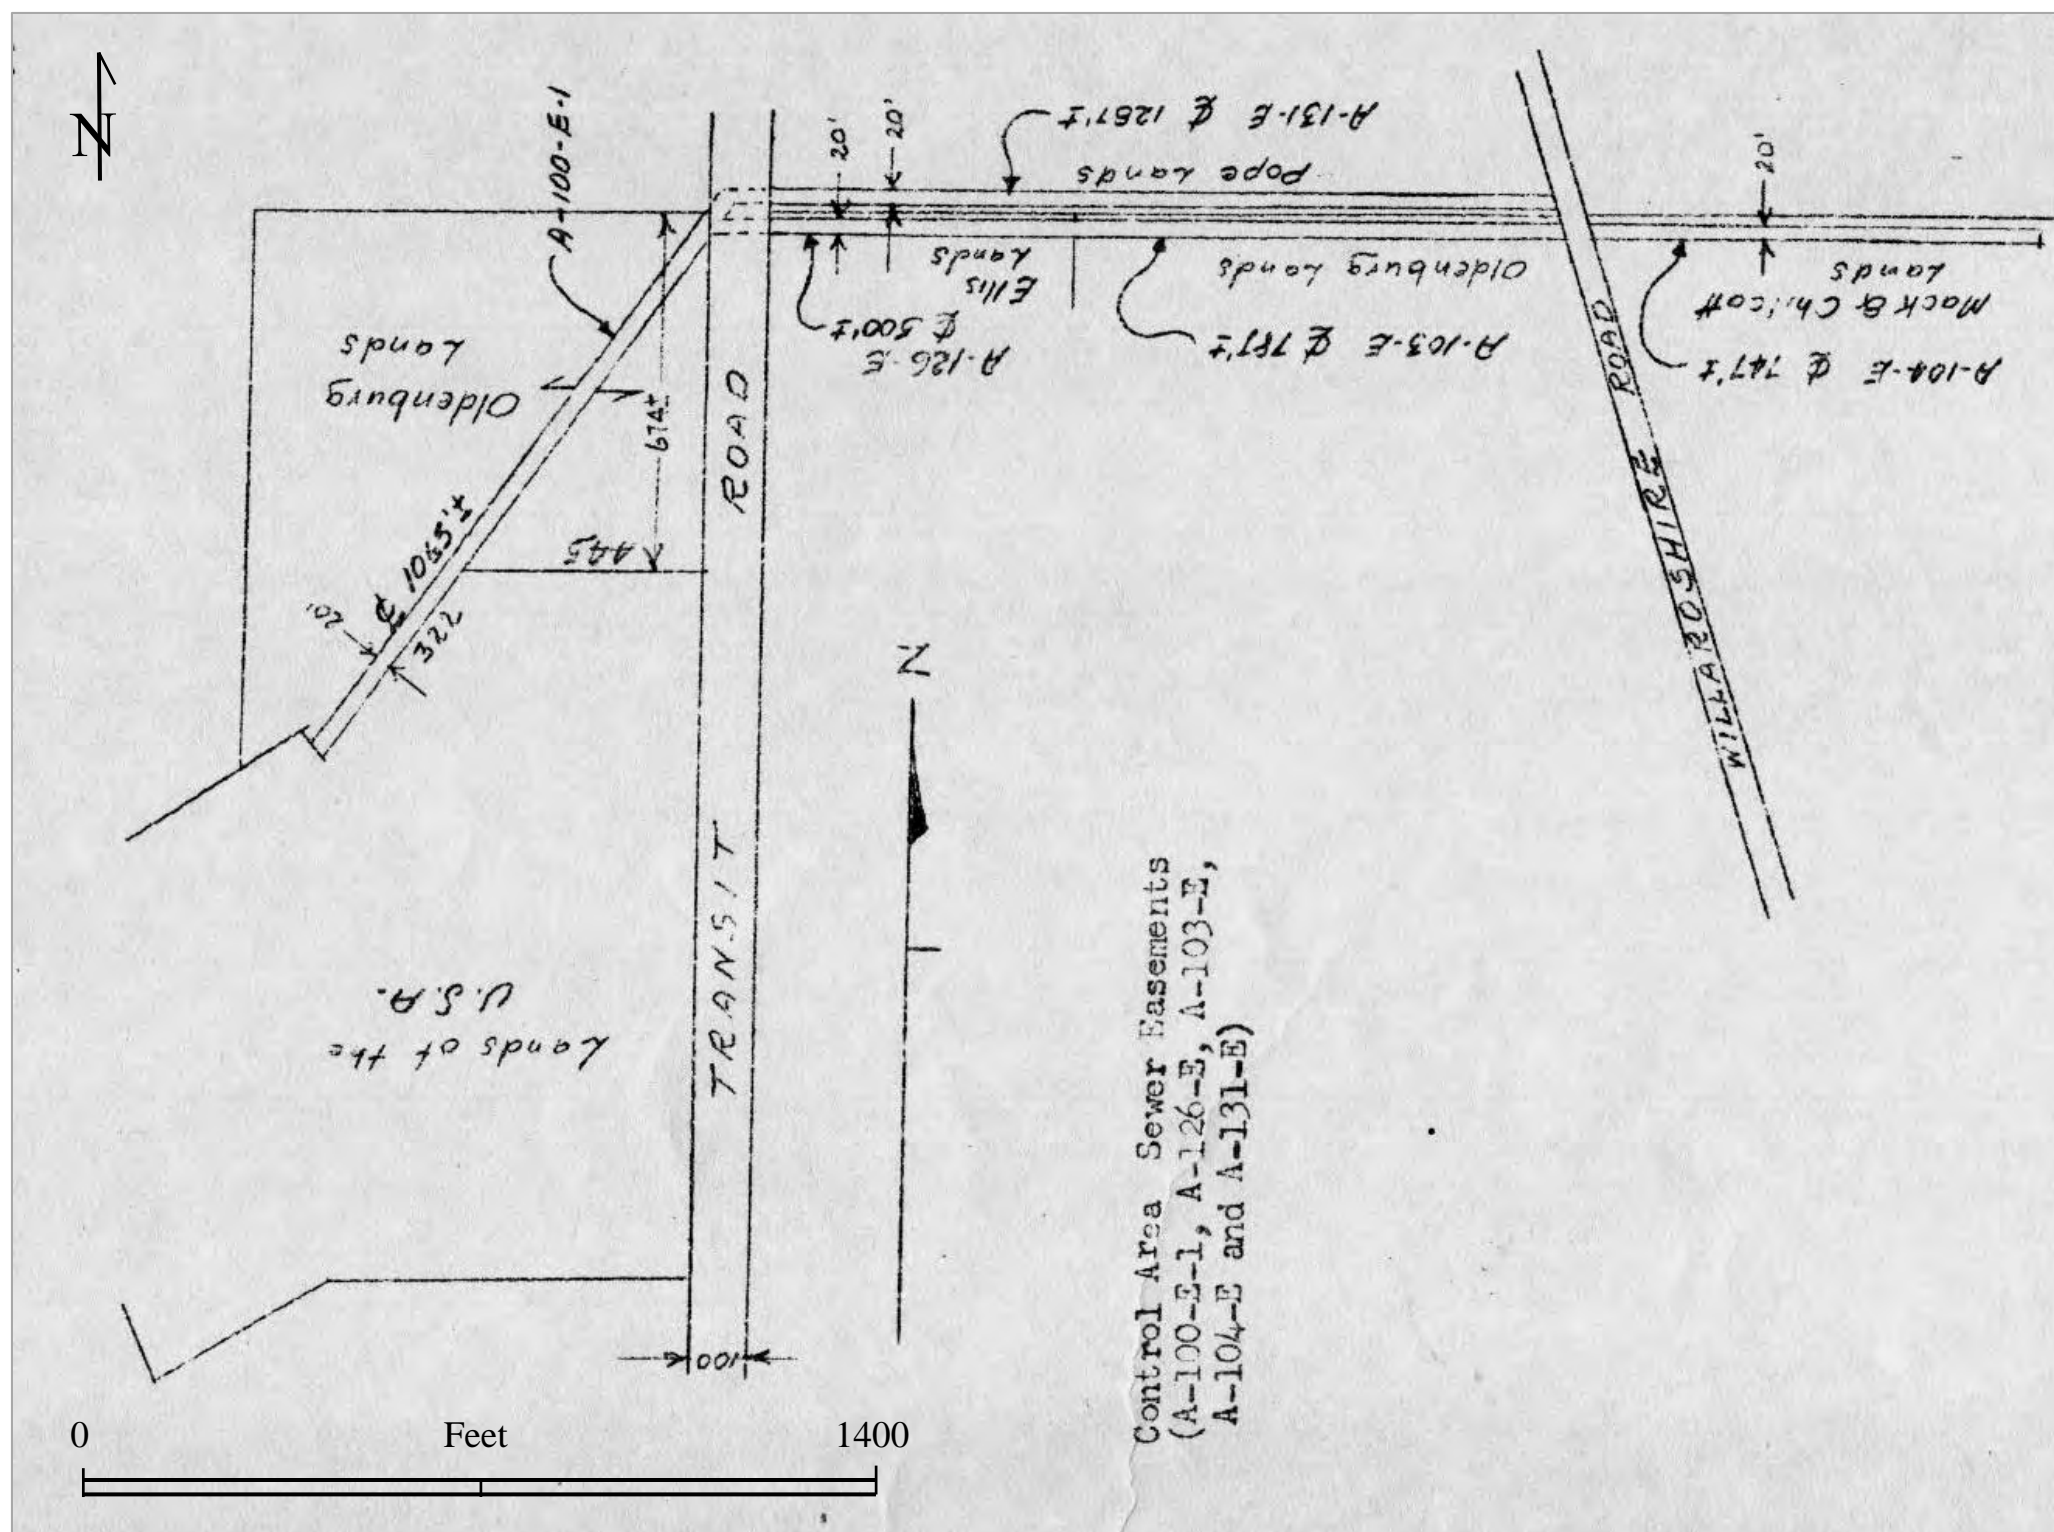 N
A-100-E-1
20'
20'
A-131-E ℄ 1287'±
Pope Lands
20'
Ellis
Lands
Oldenburg Lands
Mack & Chilcott
Lands
A-126-E
℄ 500'±
A-103-E ℄ 787'±
A-104-E ℄ 747'±
Oldenburg
Lands
674±
445
℄ 1065'±
20'
322
TRANSIT ROAD
WILLAROSHIRE ROAD
N
Lands of the
U.S.A.
100'
Control Area Sewer Easements
(A-100-E-1, A-126-E, A-103-E,
A-104-E and A-131-E)
0 Feet 1400